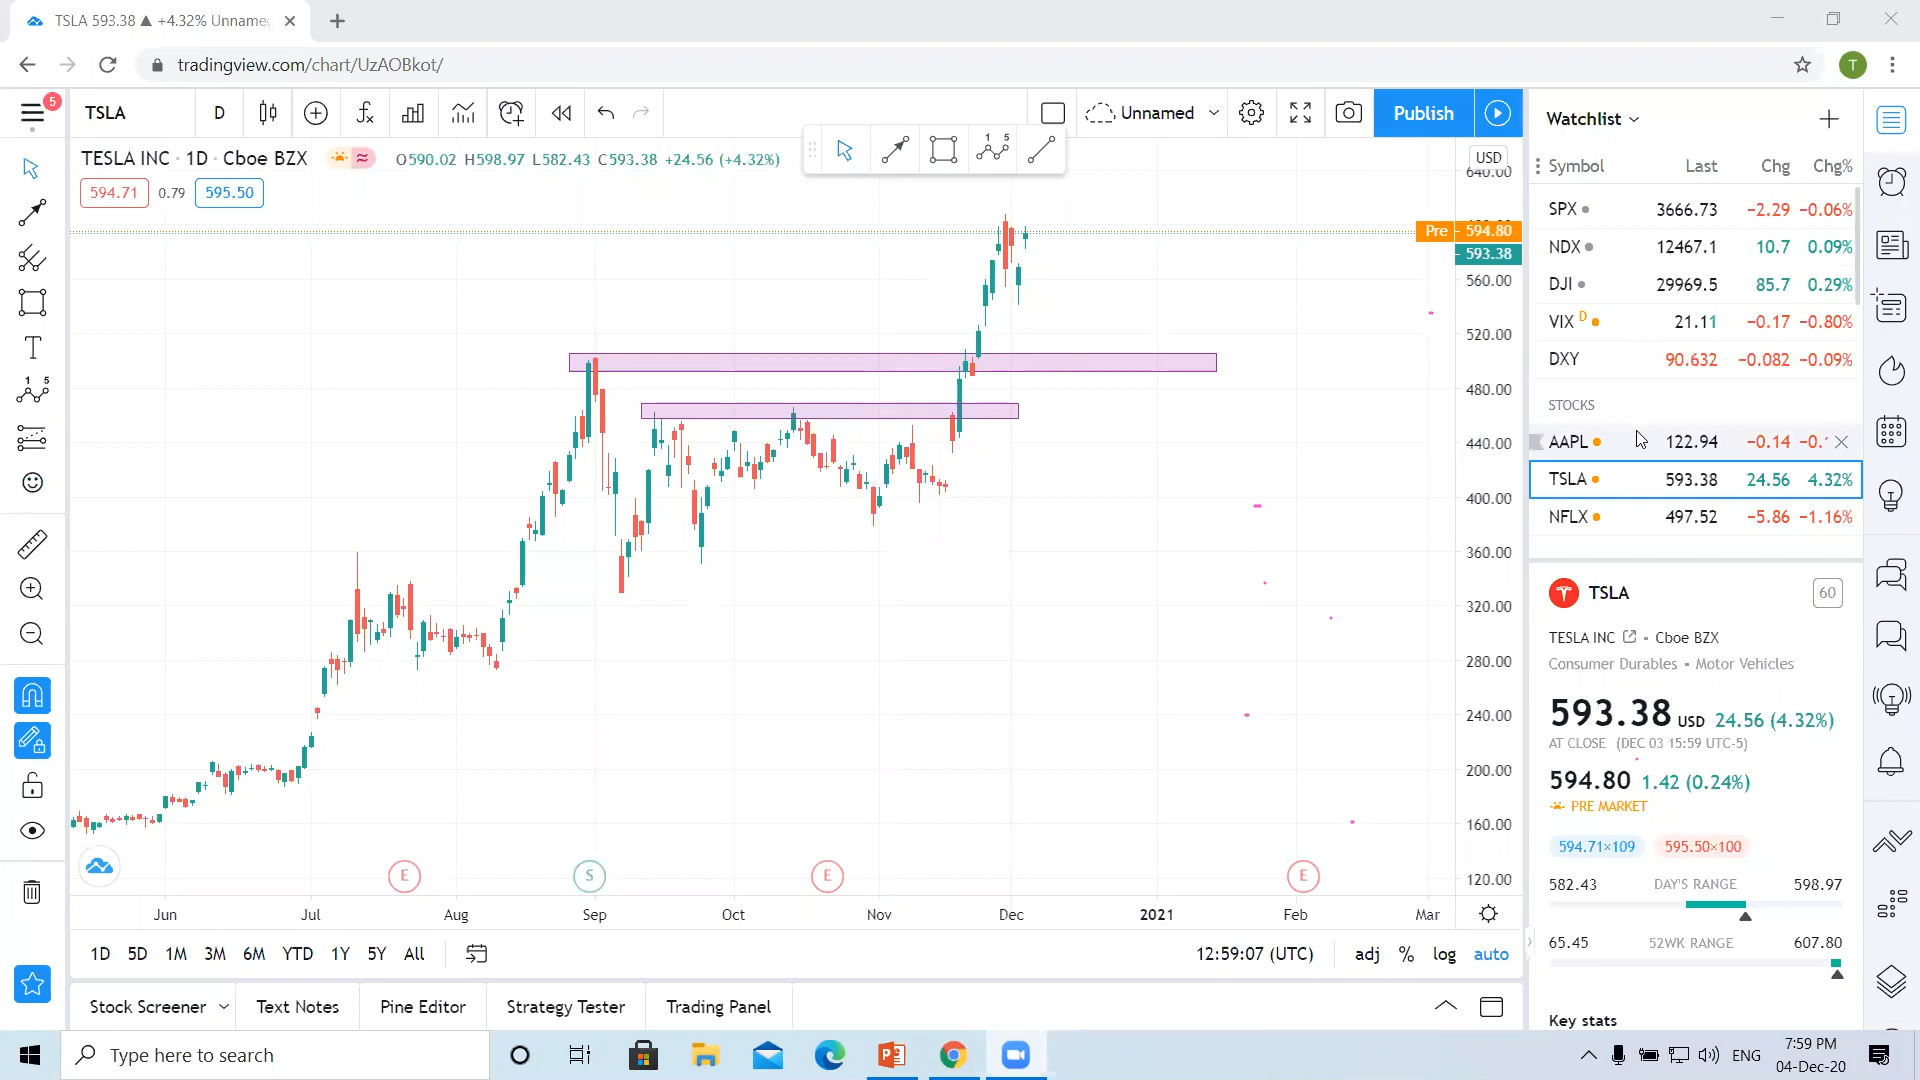 TSLA 593.38 ▲ +4.32% Unname
tradingview.com/chart/UzAOBkot/
T
5
TSLA
D
Unnamed
Publish
Watchlist
1 5
TESLA INC · 1D · Cboe BZX
O590.02 H598.97 L582.43 C593.38 +24.56 (+4.32%)
594.71
0.79
595.50
USD
640.00
Pre
594.80
593.38
560.00
520.00
480.00
440.00
400.00
360.00
320.00
280.00
240.00
200.00
160.00
120.00
T
1 5
E
S
E
E
Jun
Jul
Aug
Sep
Oct
Nov
Dec
2021
Feb
Mar
1D
5D
1M
3M
6M
YTD
1Y
5Y
All
12:59:07 (UTC)
adj
%
log
auto
Stock Screener
Text Notes
Pine Editor
Strategy Tester
Trading Panel
Symbol Last Chg Chg%
SPX 3666.73 −2.29 −0.06%
NDX 12467.1 10.7 0.09%
DJI 29969.5 85.7 0.29%
VIX D 21.11 −0.17 −0.80%
DXY 90.632 −0.082 −0.09%
STOCKS
AAPL 122.94 −0.14 −0.
TSLA 593.38 24.56 4.32%
NFLX 497.52 −5.86 −1.16%
TSLA
60
TESLA INC • Cboe BZX
Consumer Durables • Motor Vehicles
593.38 USD 24.56 (4.32%)
AT CLOSE (DEC 03 15:59 UTC-5)
594.80 1.42 (0.24%)
PRE MARKET
594.71×109 595.50×100
582.43 DAY'S RANGE 598.97
65.45 52WK RANGE 607.80
Key stats
Type here to search
ENG
7:59 PM
04-Dec-20